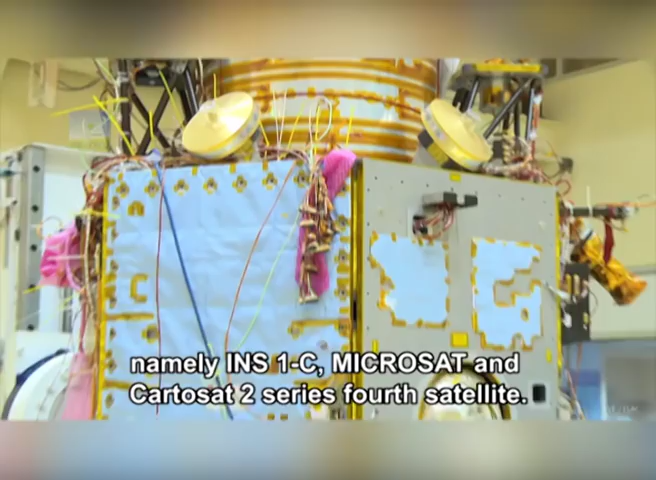 namely INS 1-C, MICROSAT and
Cartosat 2 series fourth satellite.